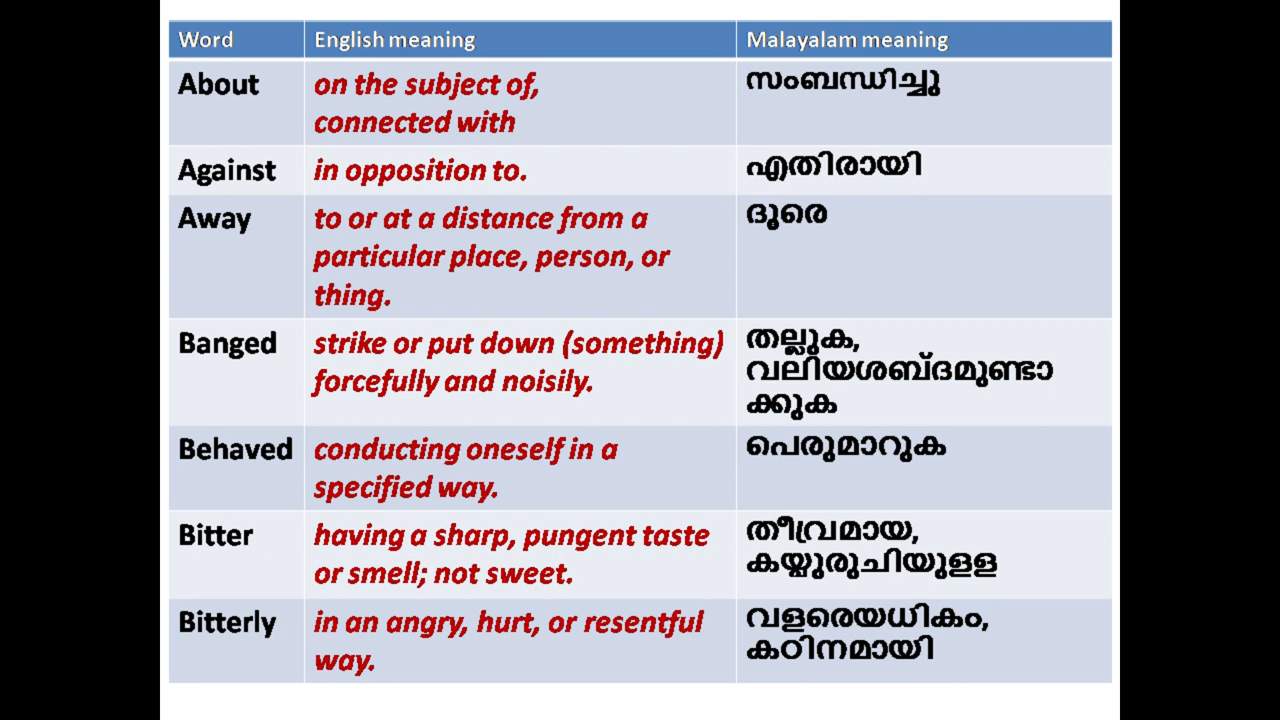 Word English meaning Malayalam meaning
About on the subject of, സംബന്ധിച്ചു
connected with
Against in opposition to. എതിരായി
Away to or at a distance from a ദൂരെ
particular place, person, or
thing.
Banged strike or put down (something) തല്ലുക,
forcefully and noisily. വലിയശബ്ദമുണ്ടാ
ക്കുക
Behaved conducting oneself in a പെരുമാറുക
specified way.
Bitter having a sharp, pungent taste തീവ്രമായ,
or smell; not sweet. കയ്പുരുചിയുളള
Bitterly in an angry, hurt, or resentful വളരെയധികം,
way. കഠിനമായി